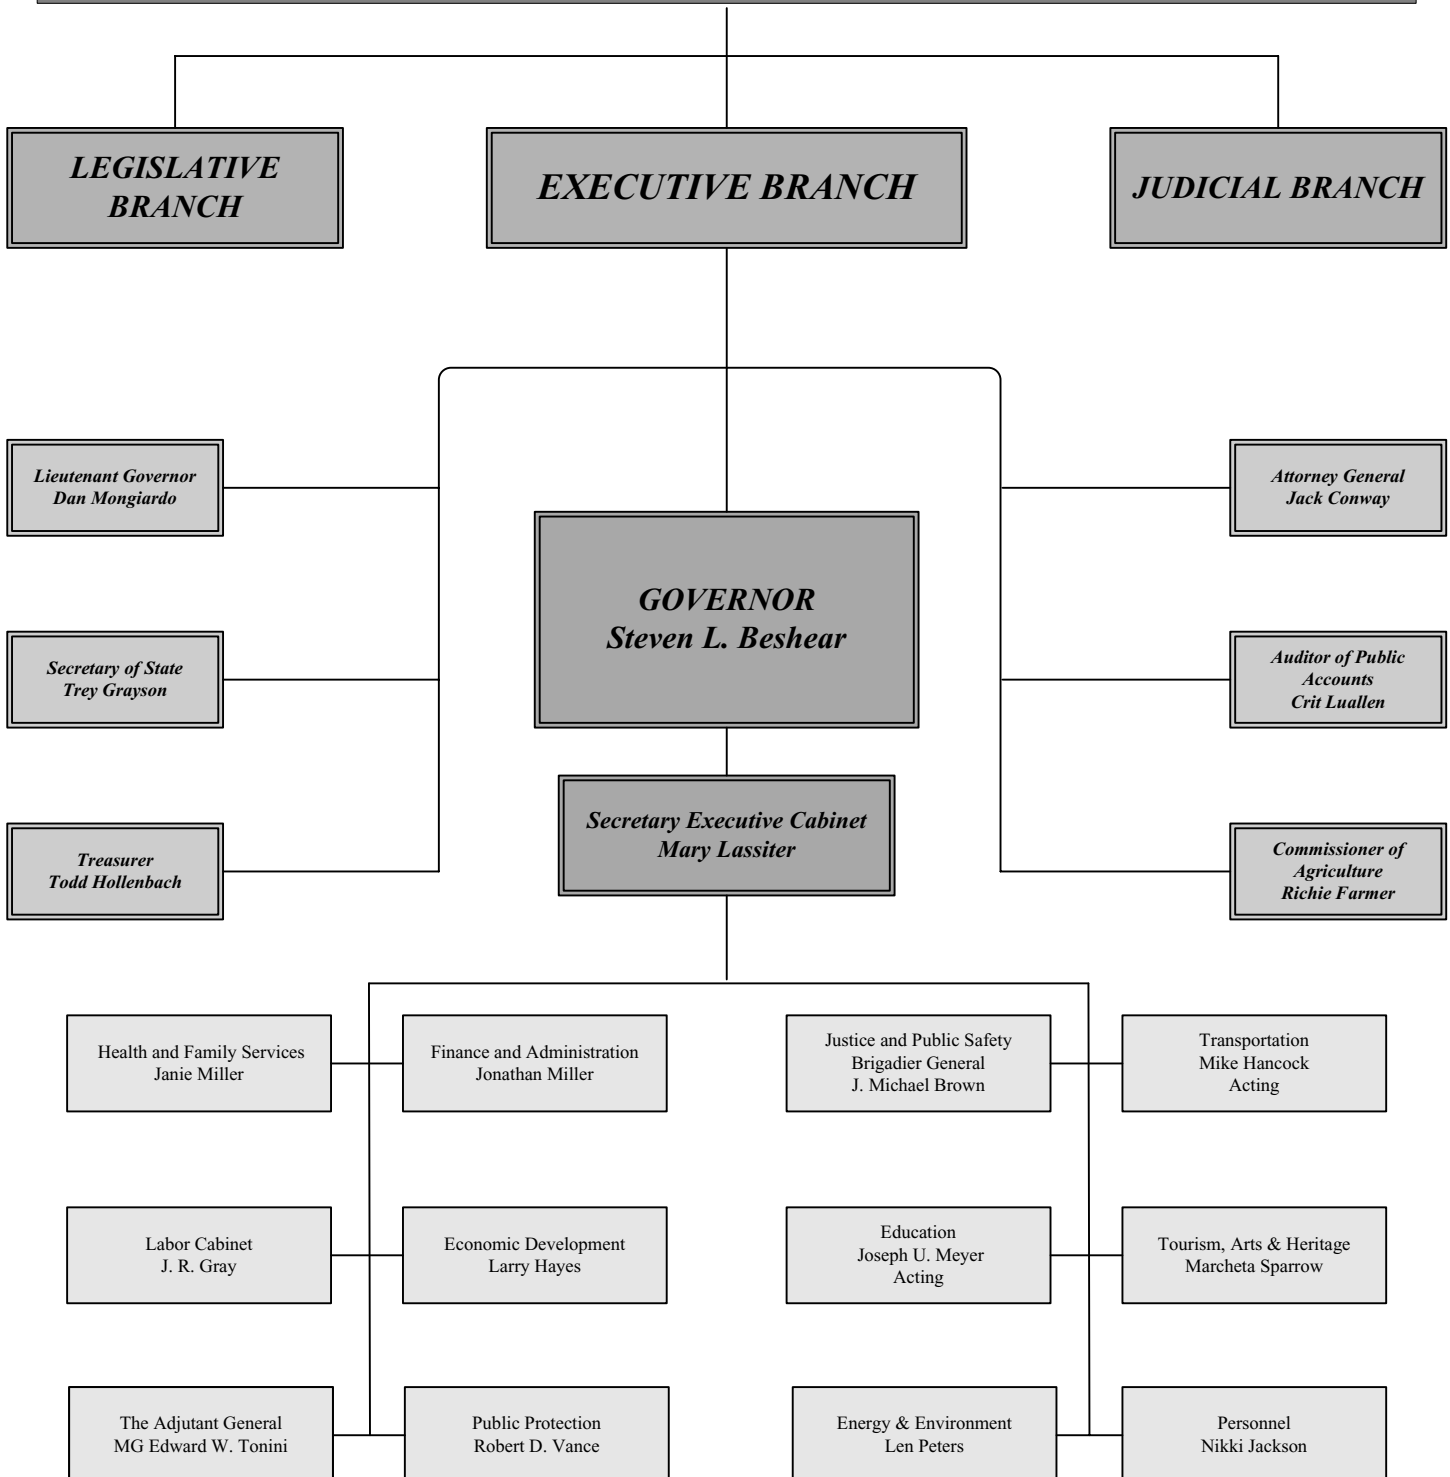 LEGISLATIVE
BRANCH
EXECUTIVE BRANCH
JUDICIAL BRANCH
Lieutenant Governor
Dan Mongiardo
Attorney General
Jack Conway
GOVERNOR
Steven L. Beshear
Secretary of State
Trey Grayson
Auditor of Public
Accounts
Crit Luallen
Secretary Executive Cabinet
Mary Lassiter
Treasurer
Todd Hollenbach
Commissioner of
Agriculture
Richie Farmer
Health and Family Services
Janie Miller
Finance and Administration
Jonathan Miller
Justice and Public Safety
Brigadier General
J. Michael Brown
Transportation
Mike Hancock
Acting
Labor Cabinet
J. R. Gray
Economic Development
Larry Hayes
Education
Joseph U. Meyer
Acting
Tourism, Arts & Heritage
Marcheta Sparrow
The Adjutant General
MG Edward W. Tonini
Public Protection
Robert D. Vance
Energy & Environment
Len Peters
Personnel
Nikki Jackson